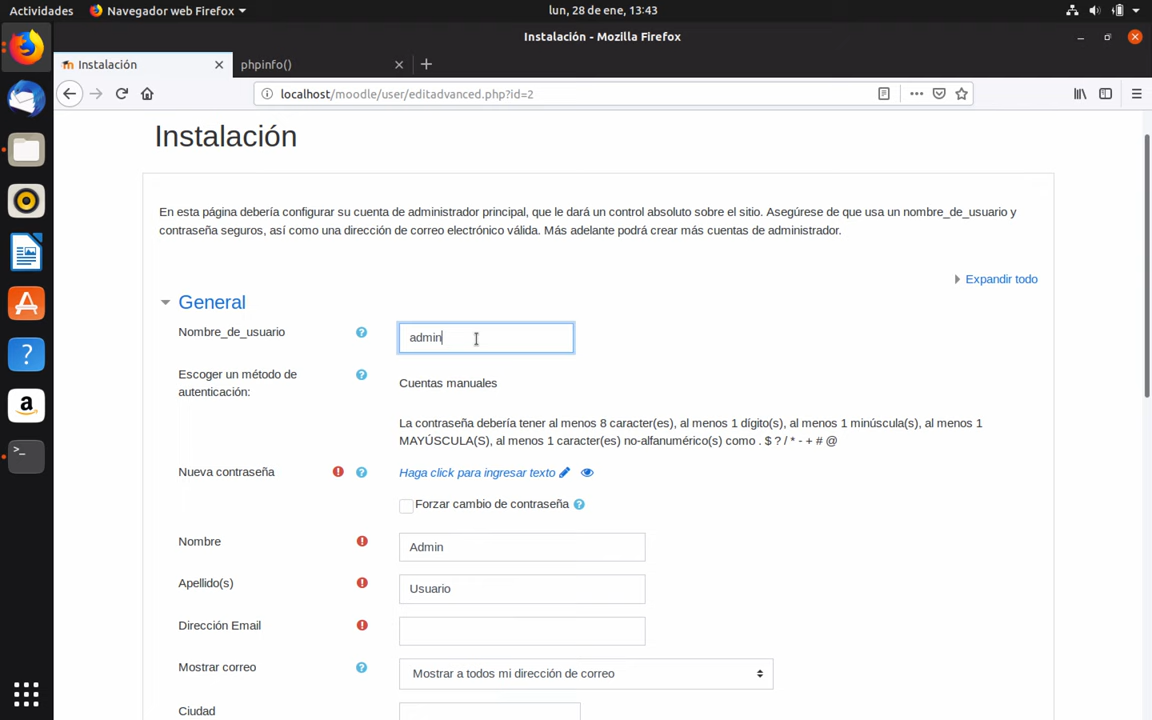 Actividades
Navegador web Firefox
lun, 28 de ene, 13:43
Instalación - Mozilla Firefox
Instalación
phpinfo()
localhost/moodle/user/editadvanced.php?id=2
Instalación
En esta página debería configurar su cuenta de administrador principal, que le dará un control absoluto sobre el sitio. Asegúrese de que usa un nombre_de_usuario y
contraseña seguros, así como una dirección de correo electrónico válida. Más adelante podrá crear más cuentas de administrador.
Expandir todo
General
Nombre_de_usuario
admin
Escoger un método de
autenticación:
Cuentas manuales
La contraseña debería tener al menos 8 caracter(es), al menos 1 dígito(s), al menos 1 minúscula(s), al menos 1
MAYÚSCULA(S), al menos 1 caracter(es) no-alfanumérico(s) como . $ ? / * - + # @
Nueva contraseña
Haga click para ingresar texto
Forzar cambio de contraseña
Nombre
Admin
Apellido(s)
Usuario
Dirección Email
Mostrar correo
Mostrar a todos mi dirección de correo
Ciudad